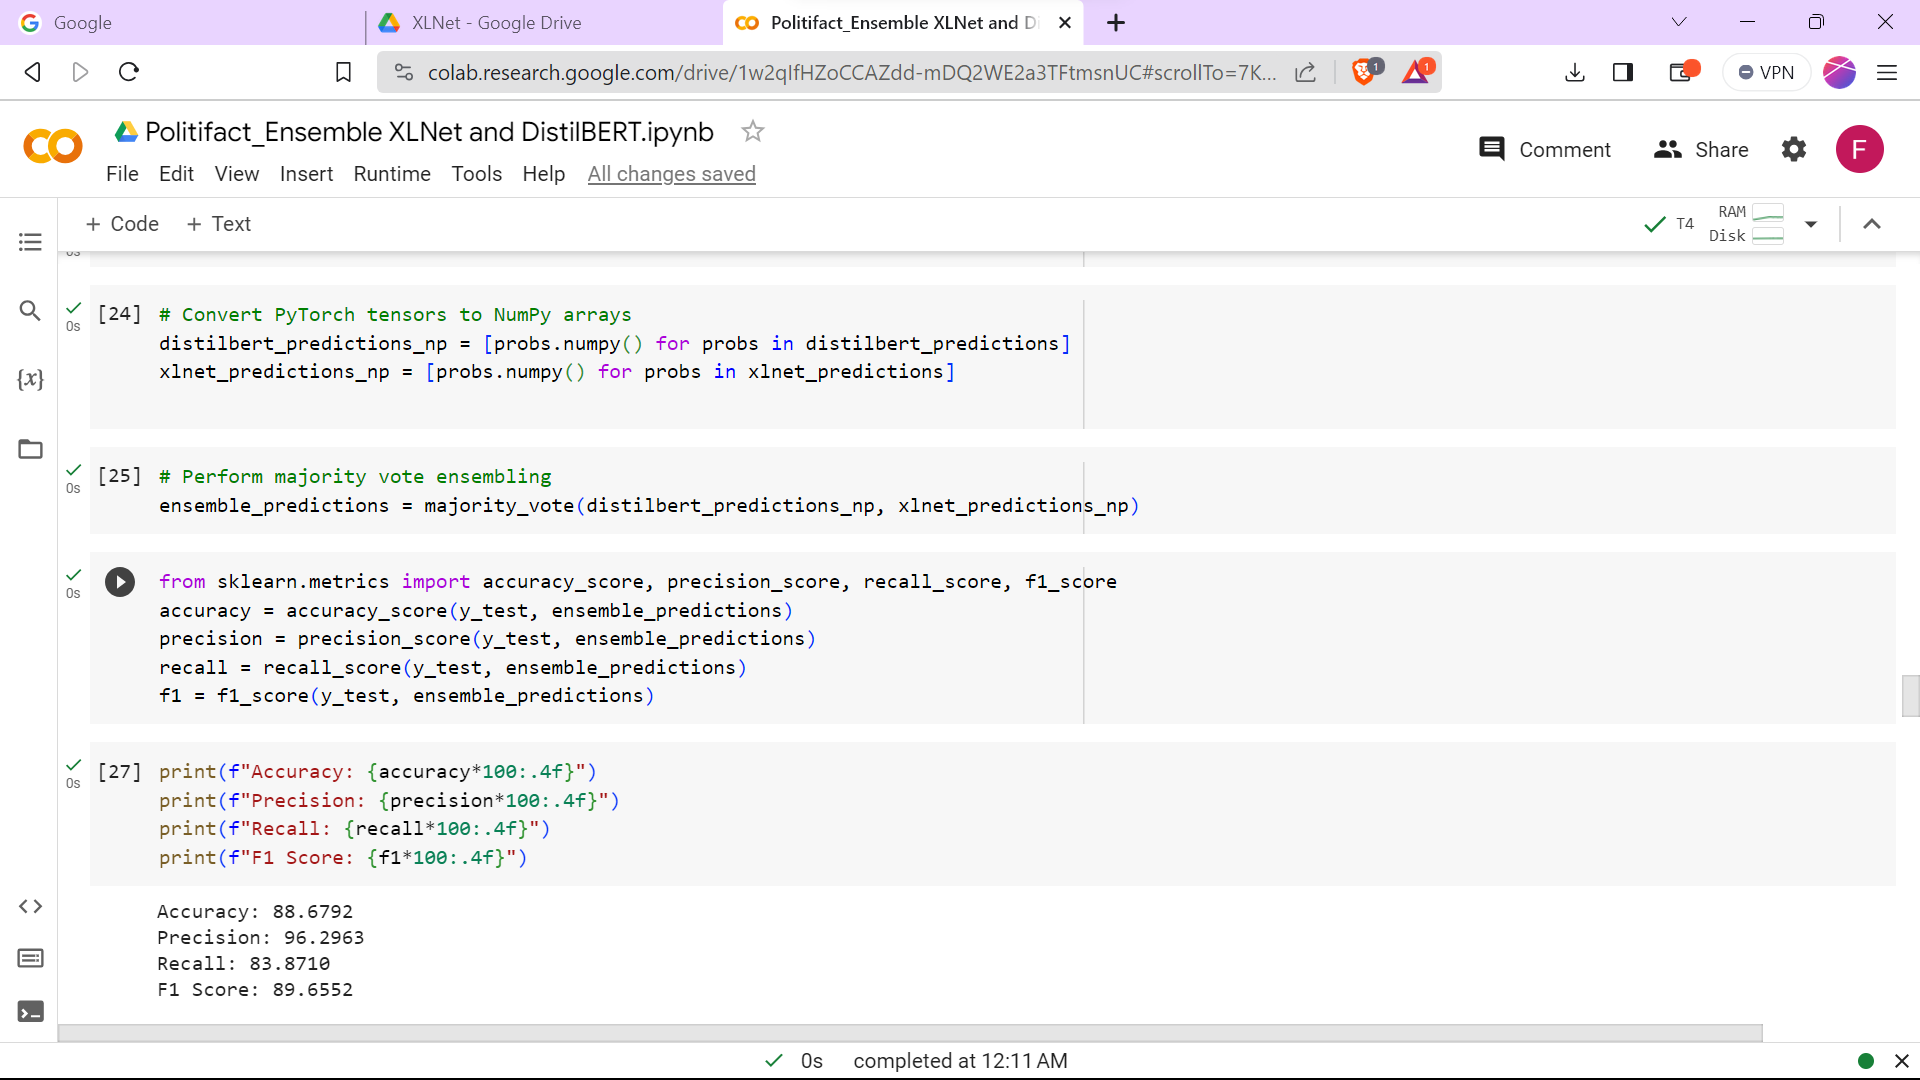 Google
XLNet - Google Drive
Politifact_Ensemble XLNet and Di
colab.research.google.com/drive/1w2qIfHZoCCAZdd-mDQ2WE2a3TFtmsnUC#scrollTo=7K...
1
1
VPN
Politifact_Ensemble XLNet and DistilBERT.ipynb
Comment
Share
F
File Edit View Insert Runtime Tools Help All changes saved
+ Code + Text
T4
RAM
Disk
0s
[24] # Convert PyTorch tensors to NumPy arrays
0s
distilbert_predictions_np = [probs.numpy() for probs in distilbert_predictions]
xlnet_predictions_np = [probs.numpy() for probs in xlnet_predictions]
{x}
[25] # Perform majority vote ensembling
0s
ensemble_predictions = majority_vote(distilbert_predictions_np, xlnet_predictions_np)
from sklearn.metrics import accuracy_score, precision_score, recall_score, f1_score
0s
accuracy = accuracy_score(y_test, ensemble_predictions)
precision = precision_score(y_test, ensemble_predictions)
recall = recall_score(y_test, ensemble_predictions)
f1 = f1_score(y_test, ensemble_predictions)
[27] print(f"Accuracy: {accuracy*100:.4f}")
0s
print(f"Precision: {precision*100:.4f}")
print(f"Recall: {recall*100:.4f}")
print(f"F1 Score: {f1*100:.4f}")
Accuracy: 88.6792
Precision: 96.2963
Recall: 83.8710
F1 Score: 89.6552
0s completed at 12:11 AM